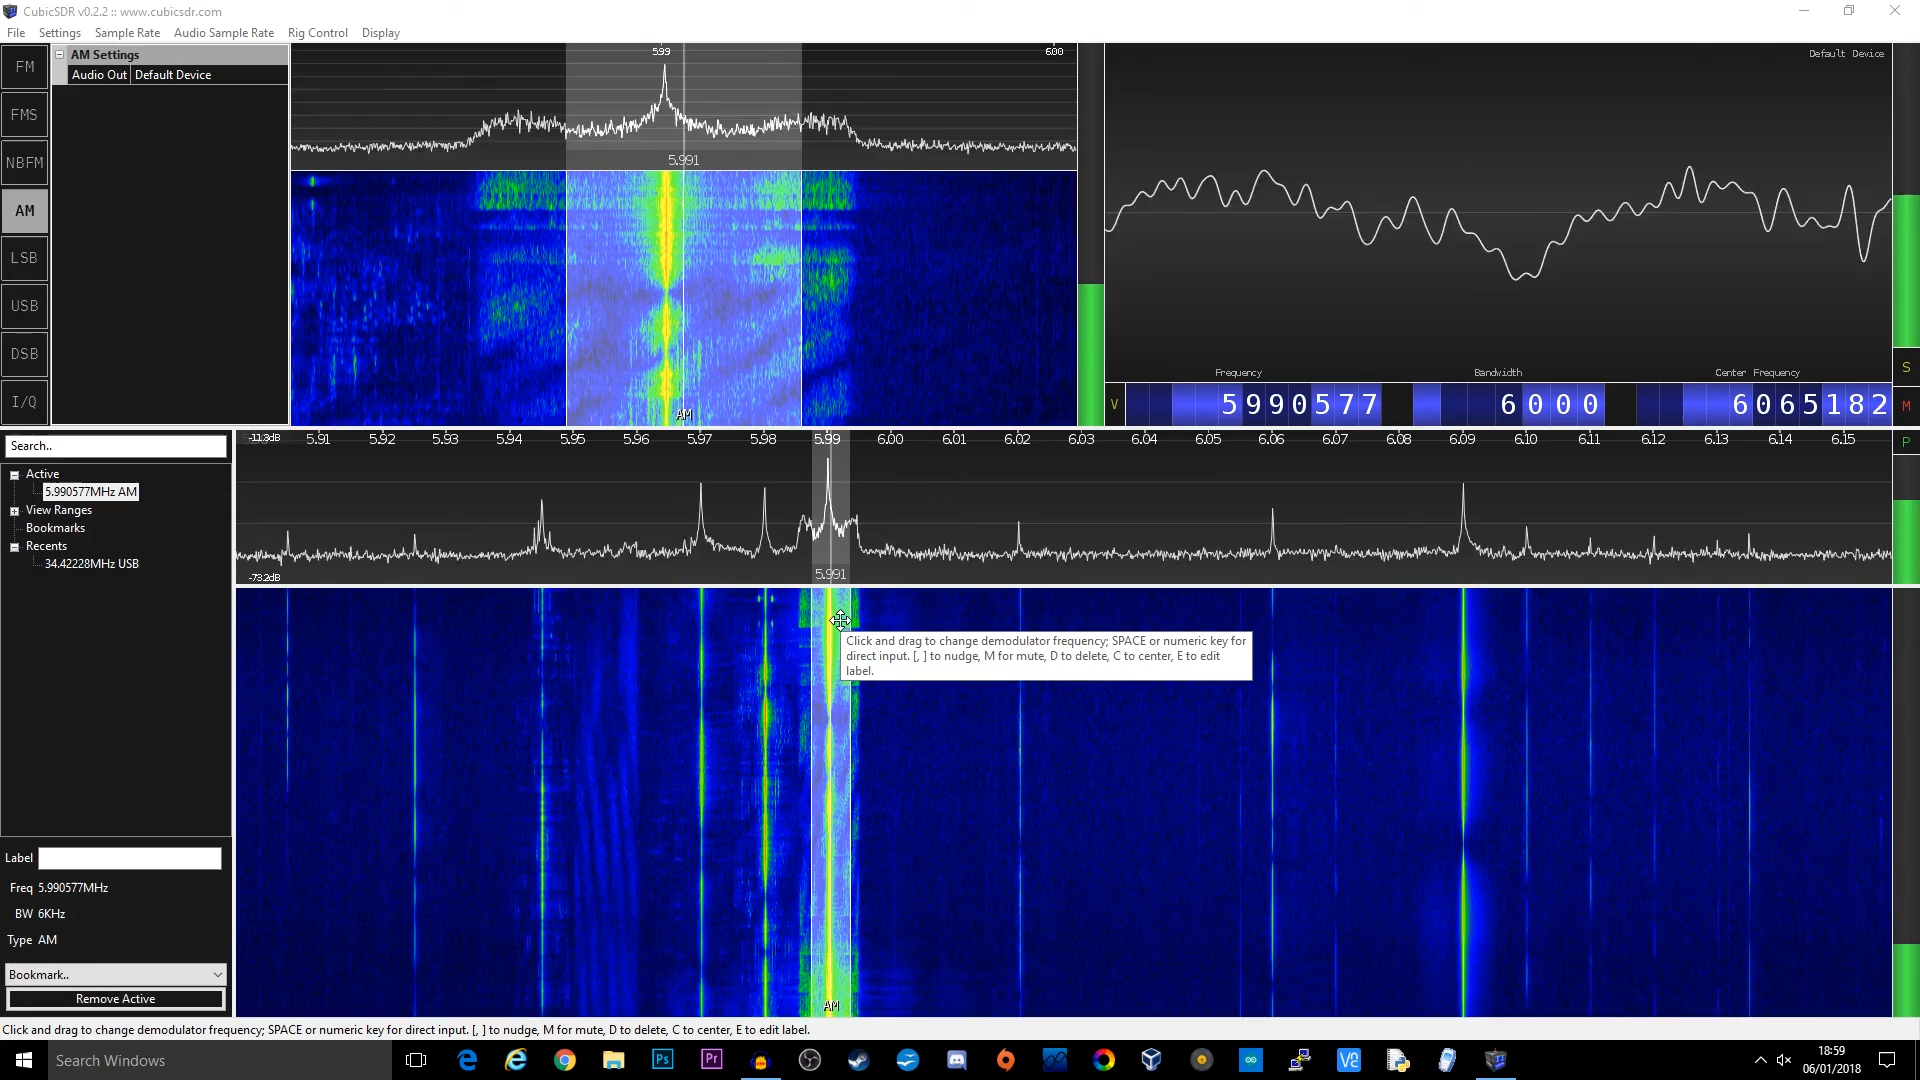 CubicSDR v0.2.2 :: www.cubicsdr.com
File Settings Sample Rate Audio Sample Rate Rig Control Display
FM
FMS
NBFM
AM
LSB
USB
DSB
I/Q
AM Settings
Audio Out Default Device
5.99 6.00
5.991
AM
Default Device
Frequency Bandwidth Center Frequency
V 5990577 6000 6065182
S
M
P
Search..
Active
5.990577MHz AM
View Ranges
Bookmarks
Recents
34.42228MHz USB
-11.3dB
5.91 5.92 5.93 5.94 5.95 5.96 5.97 5.98 5.99 6.00 6.01 6.02 6.03 6.04 6.05 6.06 6.07 6.08 6.09 6.10 6.11 6.12 6.13 6.14 6.15
-73.2dB
5.991
Click and drag to change demodulator frequency; SPACE or numeric key for
direct input. [, ] to nudge, M for mute, D to delete, C to center, E to edit
label.
AM
Label
Freq 5.990577MHz
BW 6KHz
Type AM
Bookmark..
Remove Active
Click and drag to change demodulator frequency; SPACE or numeric key for direct input. [, ] to nudge, M for mute, D to delete, C to center, E to edit label.
Search Windows
Ps
Pr
18:59
06/01/2018